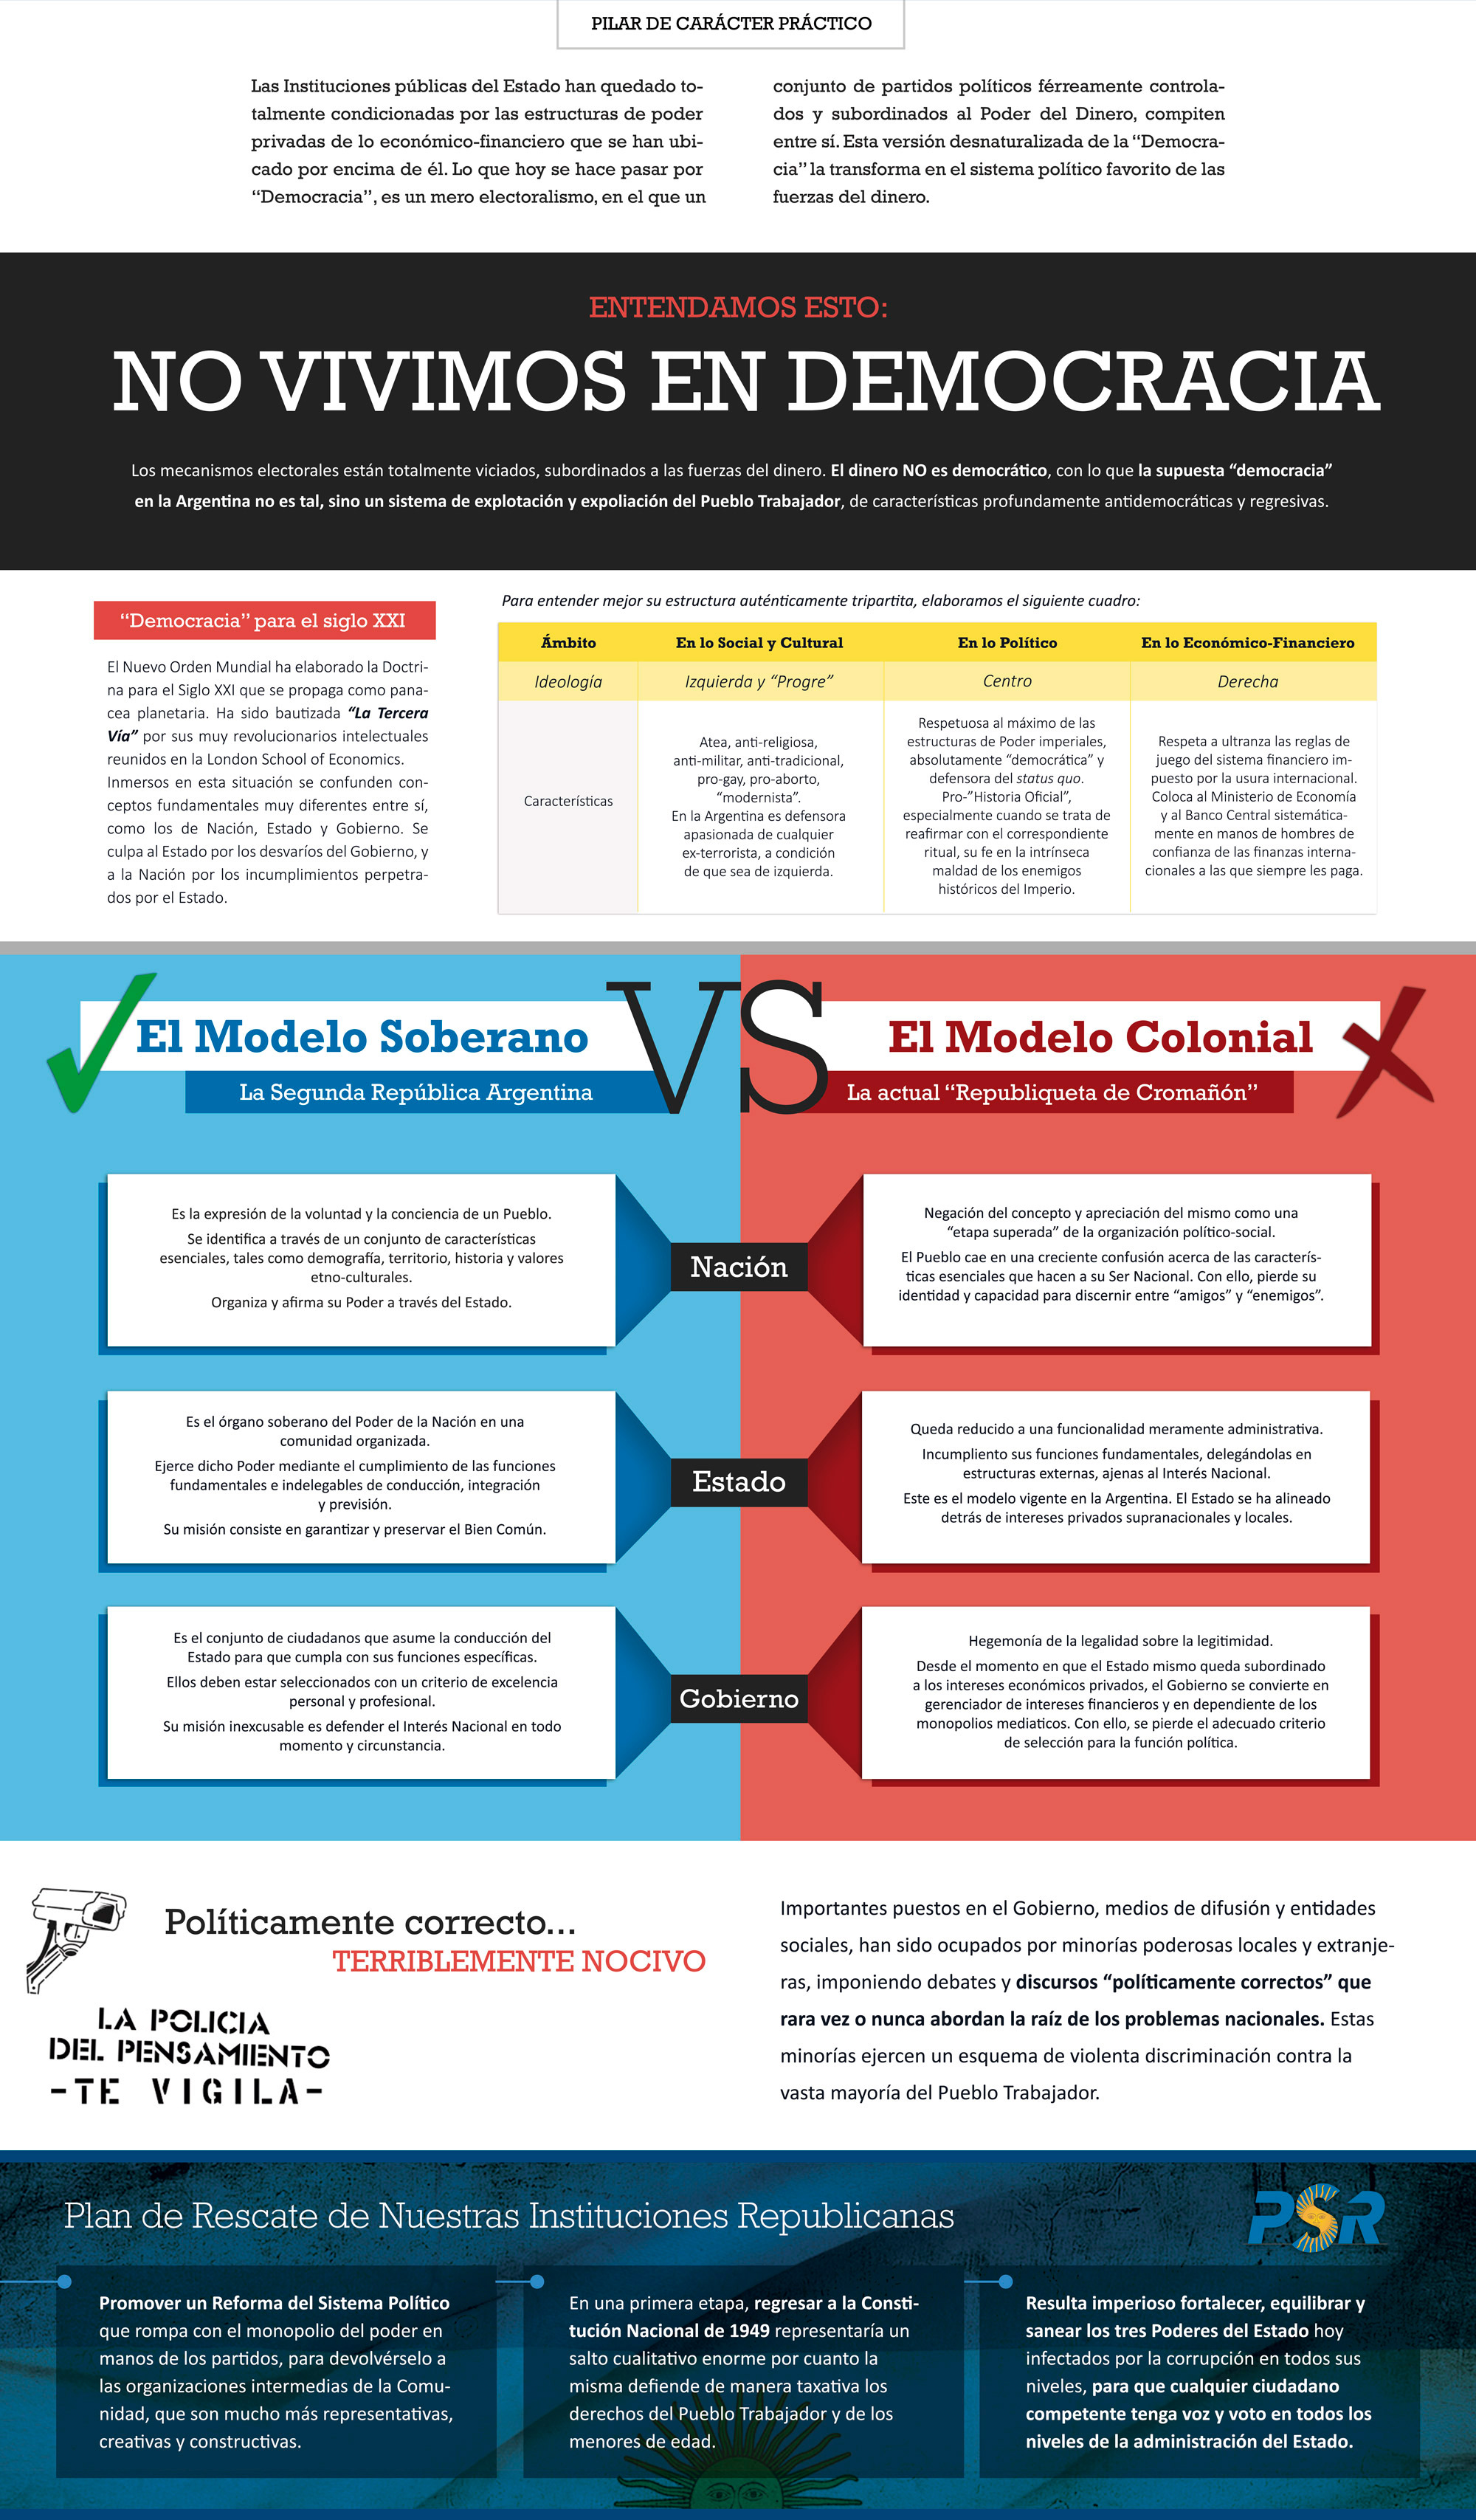 PILAR DE CARÁCTER PRÁCTICO
Las Instituciones públicas del Estado han quedado to-
talmente condicionadas por las estructuras de poder
privadas de lo económico-financiero que se han ubi-
cado por encima de él. Lo que hoy se hace pasar por
“Democracia”, es un mero electoralismo, en el que un
conjunto de partidos políticos férreamente controla-
dos y subordinados al Poder del Dinero, compiten
entre sí. Esta versión desnaturalizada de la “Democra-
cia” la transforma en el sistema político favorito de las
fuerzas del dinero.
ENTENDAMOS ESTO:
NO VIVIMOS EN DEMOCRACIA
Los mecanismos electorales están totalmente viciados, subordinados a las fuerzas del dinero. El dinero NO es democrático, con lo que la supuesta “democracia”
en la Argentina no es tal, sino un sistema de explotación y expoliación del Pueblo Trabajador, de características profundamente antidemocráticas y regresivas.
“Democracia” para el siglo XXI
El Nuevo Orden Mundial ha elaborado la Doctri-
na para el Siglo XXI que se propaga como pana-
cea planetaria. Ha sido bautizada “La Tercera
Vía” por sus muy revolucionarios intelectuales
reunidos en la London School of Economics.
Inmersos en esta situación se confunden con-
ceptos fundamentales muy diferentes entre sí,
como los de Nación, Estado y Gobierno. Se
culpa al Estado por los desvaríos del Gobierno, y
a la Nación por los incumplimientos perpetra-
dos por el Estado.
Para entender mejor su estructura auténticamente tripartita, elaboramos el siguiente cuadro:
Ámbito
En lo Social y Cultural
En lo Político
En lo Económico-Financiero
Ideología
Izquierda y “Progre”
Centro
Derecha
Características
Atea, anti-religiosa,
anti-militar, anti-tradicional,
pro-gay, pro-aborto,
“modernista”.
En la Argentina es defensora
apasionada de cualquier
ex-terrorista, a condición
de que sea de izquierda.
Respetuosa al máximo de las
estructuras de Poder imperiales,
absolutamente “democrática” y
defensora del status quo.
Pro-”Historia Oficial”,
especialmente cuando se trata de
reafirmar con el correspondiente
ritual, su fe en la intrínseca
maldad de los enemigos
históricos del Imperio.
Respeta a ultranza las reglas de
juego del sistema financiero im-
puesto por la usura internacional.
Coloca al Ministerio de Economía
y al Banco Central sistemática-
mente en manos de hombres de
confianza de las finanzas interna-
cionales a las que siempre les paga.
El Modelo Soberano
La Segunda República Argentina
VS
El Modelo Colonial
La actual “Republiqueta de Cromañón”
Es la expresión de la voluntad y la conciencia de un Pueblo.
Se identifica a través de un conjunto de características
esenciales, tales como demografía, territorio, historia y valores
etno-culturales.
Organiza y afirma su Poder a través del Estado.
Nación
Negación del concepto y apreciación del mismo como una
“etapa superada” de la organización político-social.
El Pueblo cae en una creciente confusión acerca de las caracterís-
ticas esenciales que hacen a su Ser Nacional. Con ello, pierde su
identidad y capacidad para discernir entre “amigos” y “enemigos”.
Es el órgano soberano del Poder de la Nación en una
comunidad organizada.
Ejerce dicho Poder mediante el cumplimiento de las funciones
fundamentales e indelegables de conducción, integración
y previsión.
Su misión consiste en garantizar y preservar el Bien Común.
Estado
Queda reducido a una funcionalidad meramente administrativa.
Incumpliento sus funciones fundamentales, delegándolas en
estructuras externas, ajenas al Interés Nacional.
Este es el modelo vigente en la Argentina. El Estado se ha alineado
detrás de intereses privados supranacionales y locales.
Es el conjunto de ciudadanos que asume la conducción del
Estado para que cumpla con sus funciones específicas.
Ellos deben estar seleccionados con un criterio de excelencia
personal y profesional.
Su misión inexcusable es defender el Interés Nacional en todo
momento y circunstancia.
Gobierno
Hegemonía de la legalidad sobre la legitimidad.
Desde el momento en que el Estado mismo queda subordinado
a los intereses económicos privados, el Gobierno se convierte en
gerenciador de intereses financieros y en dependiente de los
monopolios mediaticos. Con ello, se pierde el adecuado criterio
de selección para la función política.
Políticamente correcto...
TERRIBLEMENTE NOCIVO
LA POLICIA
DEL PENSAMIENTO
-TE VIGILA-
Importantes puestos en el Gobierno, medios de difusión y entidades
sociales, han sido ocupados por minorías poderosas locales y extranje-
ras, imponiendo debates y discursos “políticamente correctos” que
rara vez o nunca abordan la raíz de los problemas nacionales. Estas
minorías ejercen un esquema de violenta discriminación contra la
vasta mayoría del Pueblo Trabajador.
Plan de Rescate de Nuestras Instituciones Republicanas
PSR
Promover un Reforma del Sistema Político
que rompa con el monopolio del poder en
manos de los partidos, para devolvérselo a
las organizaciones intermedias de la Comu-
nidad, que son mucho más representativas,
creativas y constructivas.
En una primera etapa, regresar a la Consti-
tución Nacional de 1949 representaría un
salto cualitativo enorme por cuanto la
misma defiende de manera taxativa los
derechos del Pueblo Trabajador y de los
menores de edad.
Resulta imperioso fortalecer, equilibrar y
sanear los tres Poderes del Estado hoy
infectados por la corrupción en todos sus
niveles, para que cualquier ciudadano
competente tenga voz y voto en todos los
niveles de la administración del Estado.